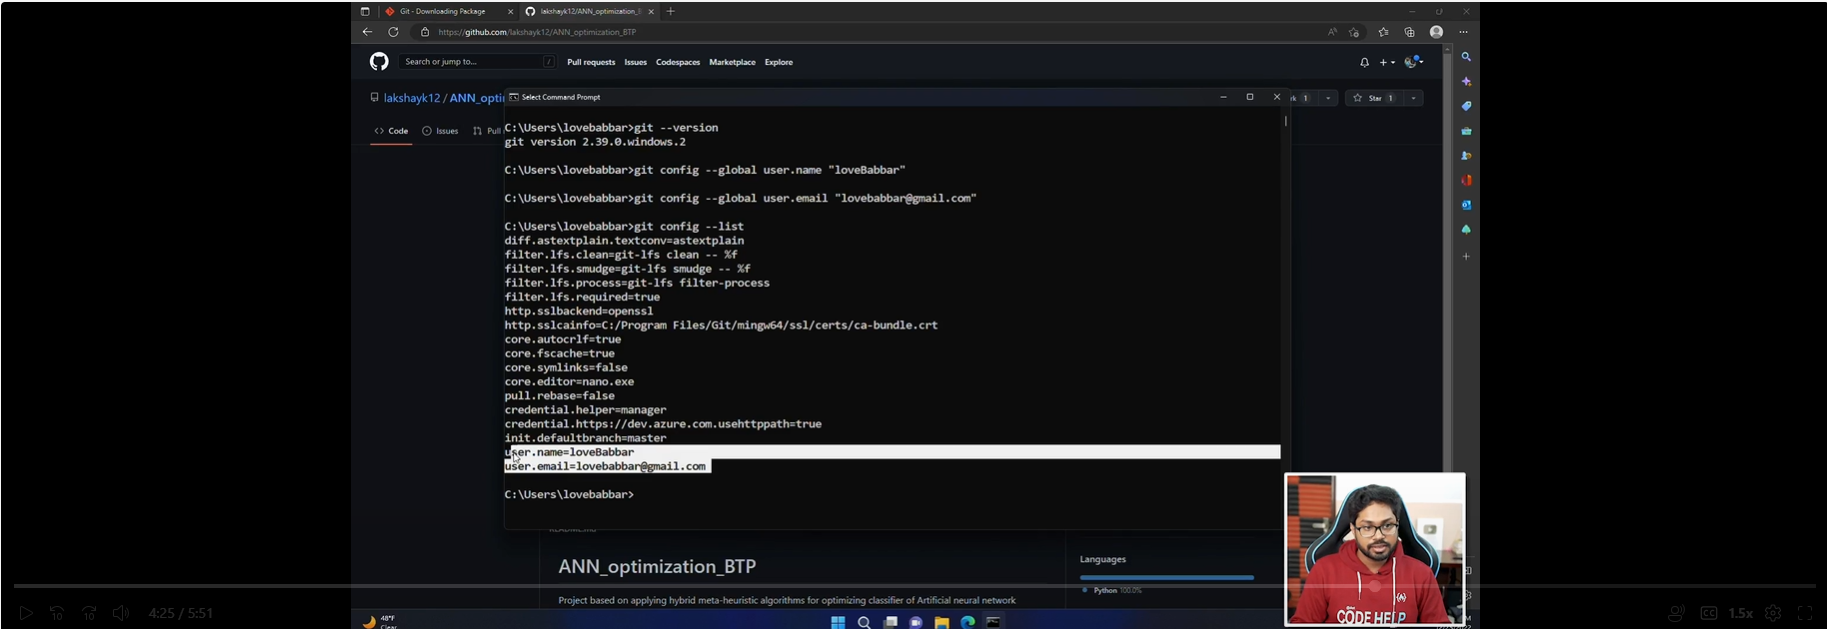 Git - Downloading Package
lakshayk12/ANN_optimization_
https://github.com/lakshayk12/ANN_optimization_BTP
Search or jump to...
/
Pull requests Issues Codespaces Marketplace Explore
lakshayk12 / ANN_opti
Select Command Prompt
1
Star 1
Code Issues Pull
C:\Users\lovebabbar>git --version
git version 2.39.0.windows.2
C:\Users\lovebabbar>git config --global user.name "loveBabbar"
C:\Users\lovebabbar>git config --global user.email "lovebabbar@gmail.com"
C:\Users\lovebabbar>git config --list
diff.astextplain.textconv=astextplain
filter.lfs.clean=git-lfs clean -- %f
filter.lfs.smudge=git-lfs smudge -- %f
filter.lfs.process=git-lfs filter-process
filter.lfs.required=true
http.sslbackend=openssl
http.sslcainfo=C:/Program Files/Git/mingw64/ssl/certs/ca-bundle.crt
core.autocrlf=true
core.fscache=true
core.symlinks=false
core.editor=nano.exe
pull.rebase=false
credential.helper=manager
credential.https://dev.azure.com.usehttppath=true
init.defaultbranch=master
user.name=loveBabbar
user.email=lovebabbar@gmail.com
C:\Users\lovebabbar>
ANN_optimization_BTP
Project based on applying hybrid meta-heuristic algorithms for optimizing classifier of Artificial neural network
Languages
Python 100.0%
CODE HELP
10 10 4:25 / 5:51
CC 1.5x
48°F
Clear